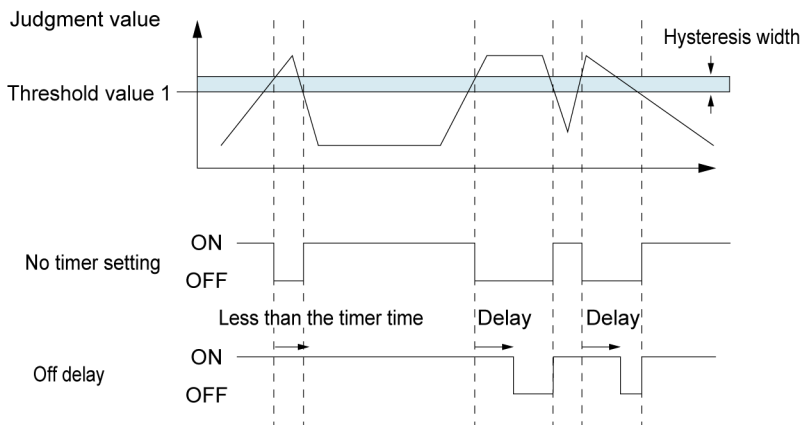 Judgment value
Hysteresis width
Threshold value 1
ON
No timer setting
OFF
Less than the timer time
Delay
Delay
ON
Off delay
OFF